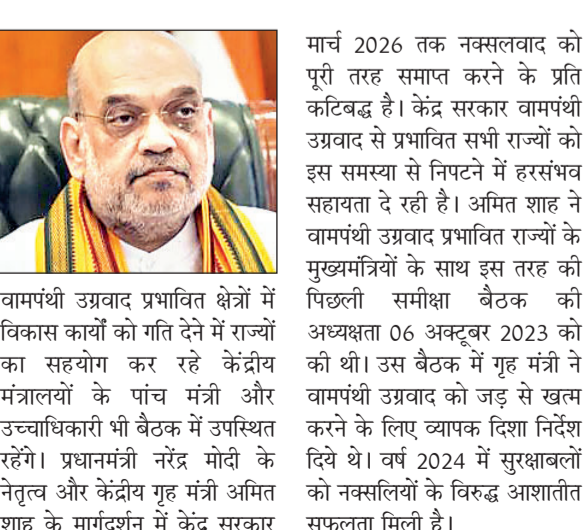 वामपंथी उग्रवाद प्रभावित क्षेत्रों में
विकास कार्यों को गति देने में राज्यों
का सहयोग कर रहे केंद्रीय
मंत्रालयों के पांच मंत्री और
उच्चाधिकारी भी बैठक में उपस्थित
रहेंगे। प्रधानमंत्री नरेंद्र मोदी के
नेतृत्व और केंद्रीय गृह मंत्री अमित
शाह के मार्गदर्शन में केंद्र सरकार
मार्च 2026 तक नक्सलवाद को
पूरी तरह समाप्त करने के प्रति
कटिबद्ध है। केंद्र सरकार वामपंथी
उग्रवाद से प्रभावित सभी राज्यों को
इस समस्या से निपटने में हरसंभव
सहायता दे रही है। अमित शाह ने
वामपंथी उग्रवाद प्रभावित राज्यों के
मुख्यमंत्रियों के साथ इस तरह की
पिछली समीक्षा बैठक की
अध्यक्षता 06 अक्टूबर 2023 को
की थी। उस बैठक में गृह मंत्री ने
वामपंथी उग्रवाद को जड़ से खत्म
करने के लिए व्यापक दिशा निर्देश
दिये थे। वर्ष 2024 में सुरक्षाबलों
को नक्सलियों के विरुद्ध आशातीत
सफलता मिली है।